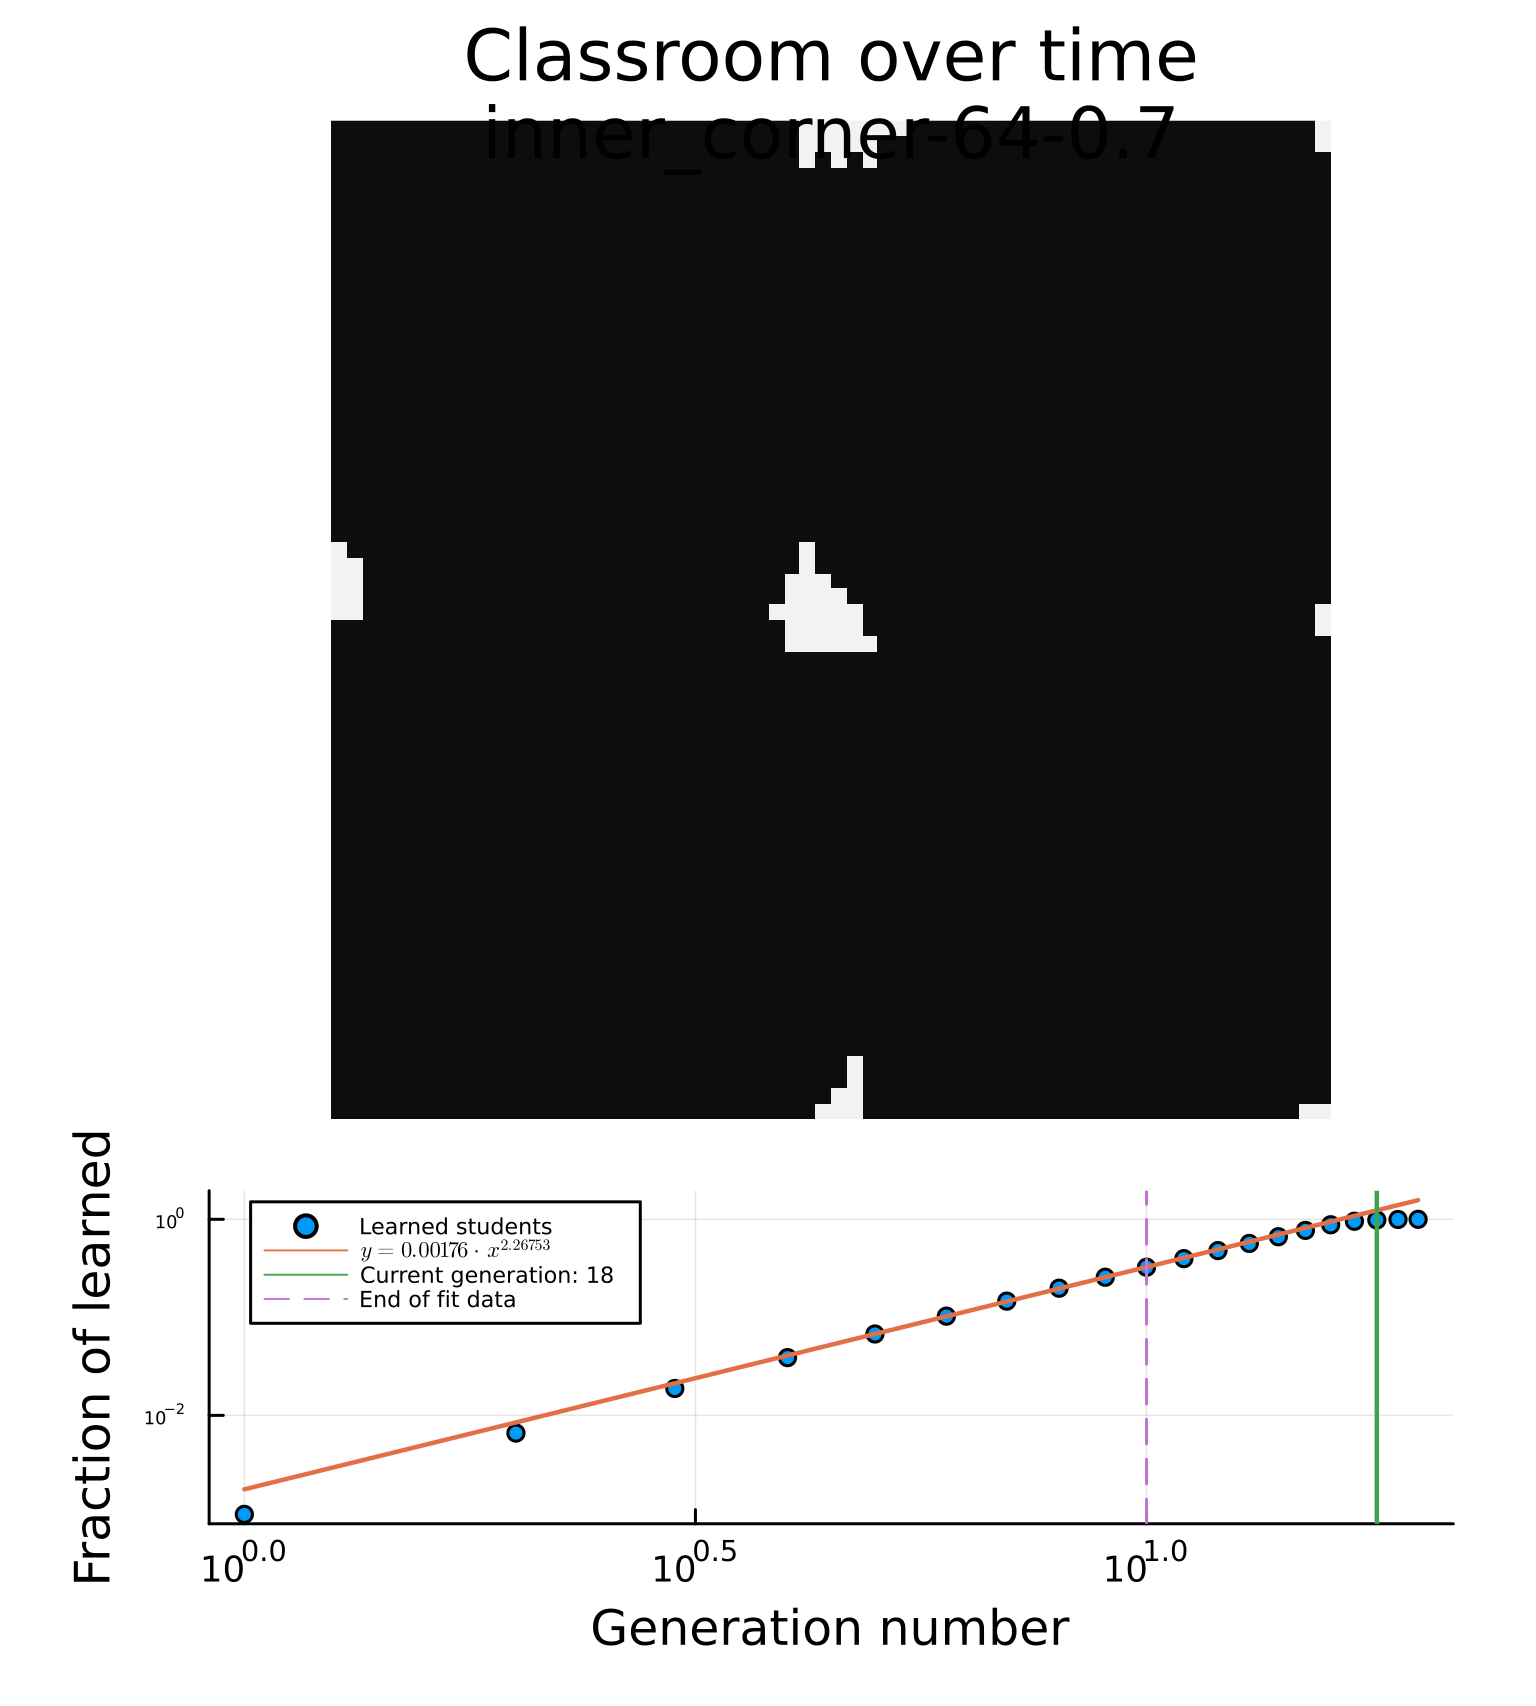 Classroom over time
inner_corner-64-0.7
Fraction of learned
10^0
10^−2
Learned students
y = 0.00176 · x^2.26753
Current generation: 18
End of fit data
10^0.0
10^0.5
10^1.0
Generation number